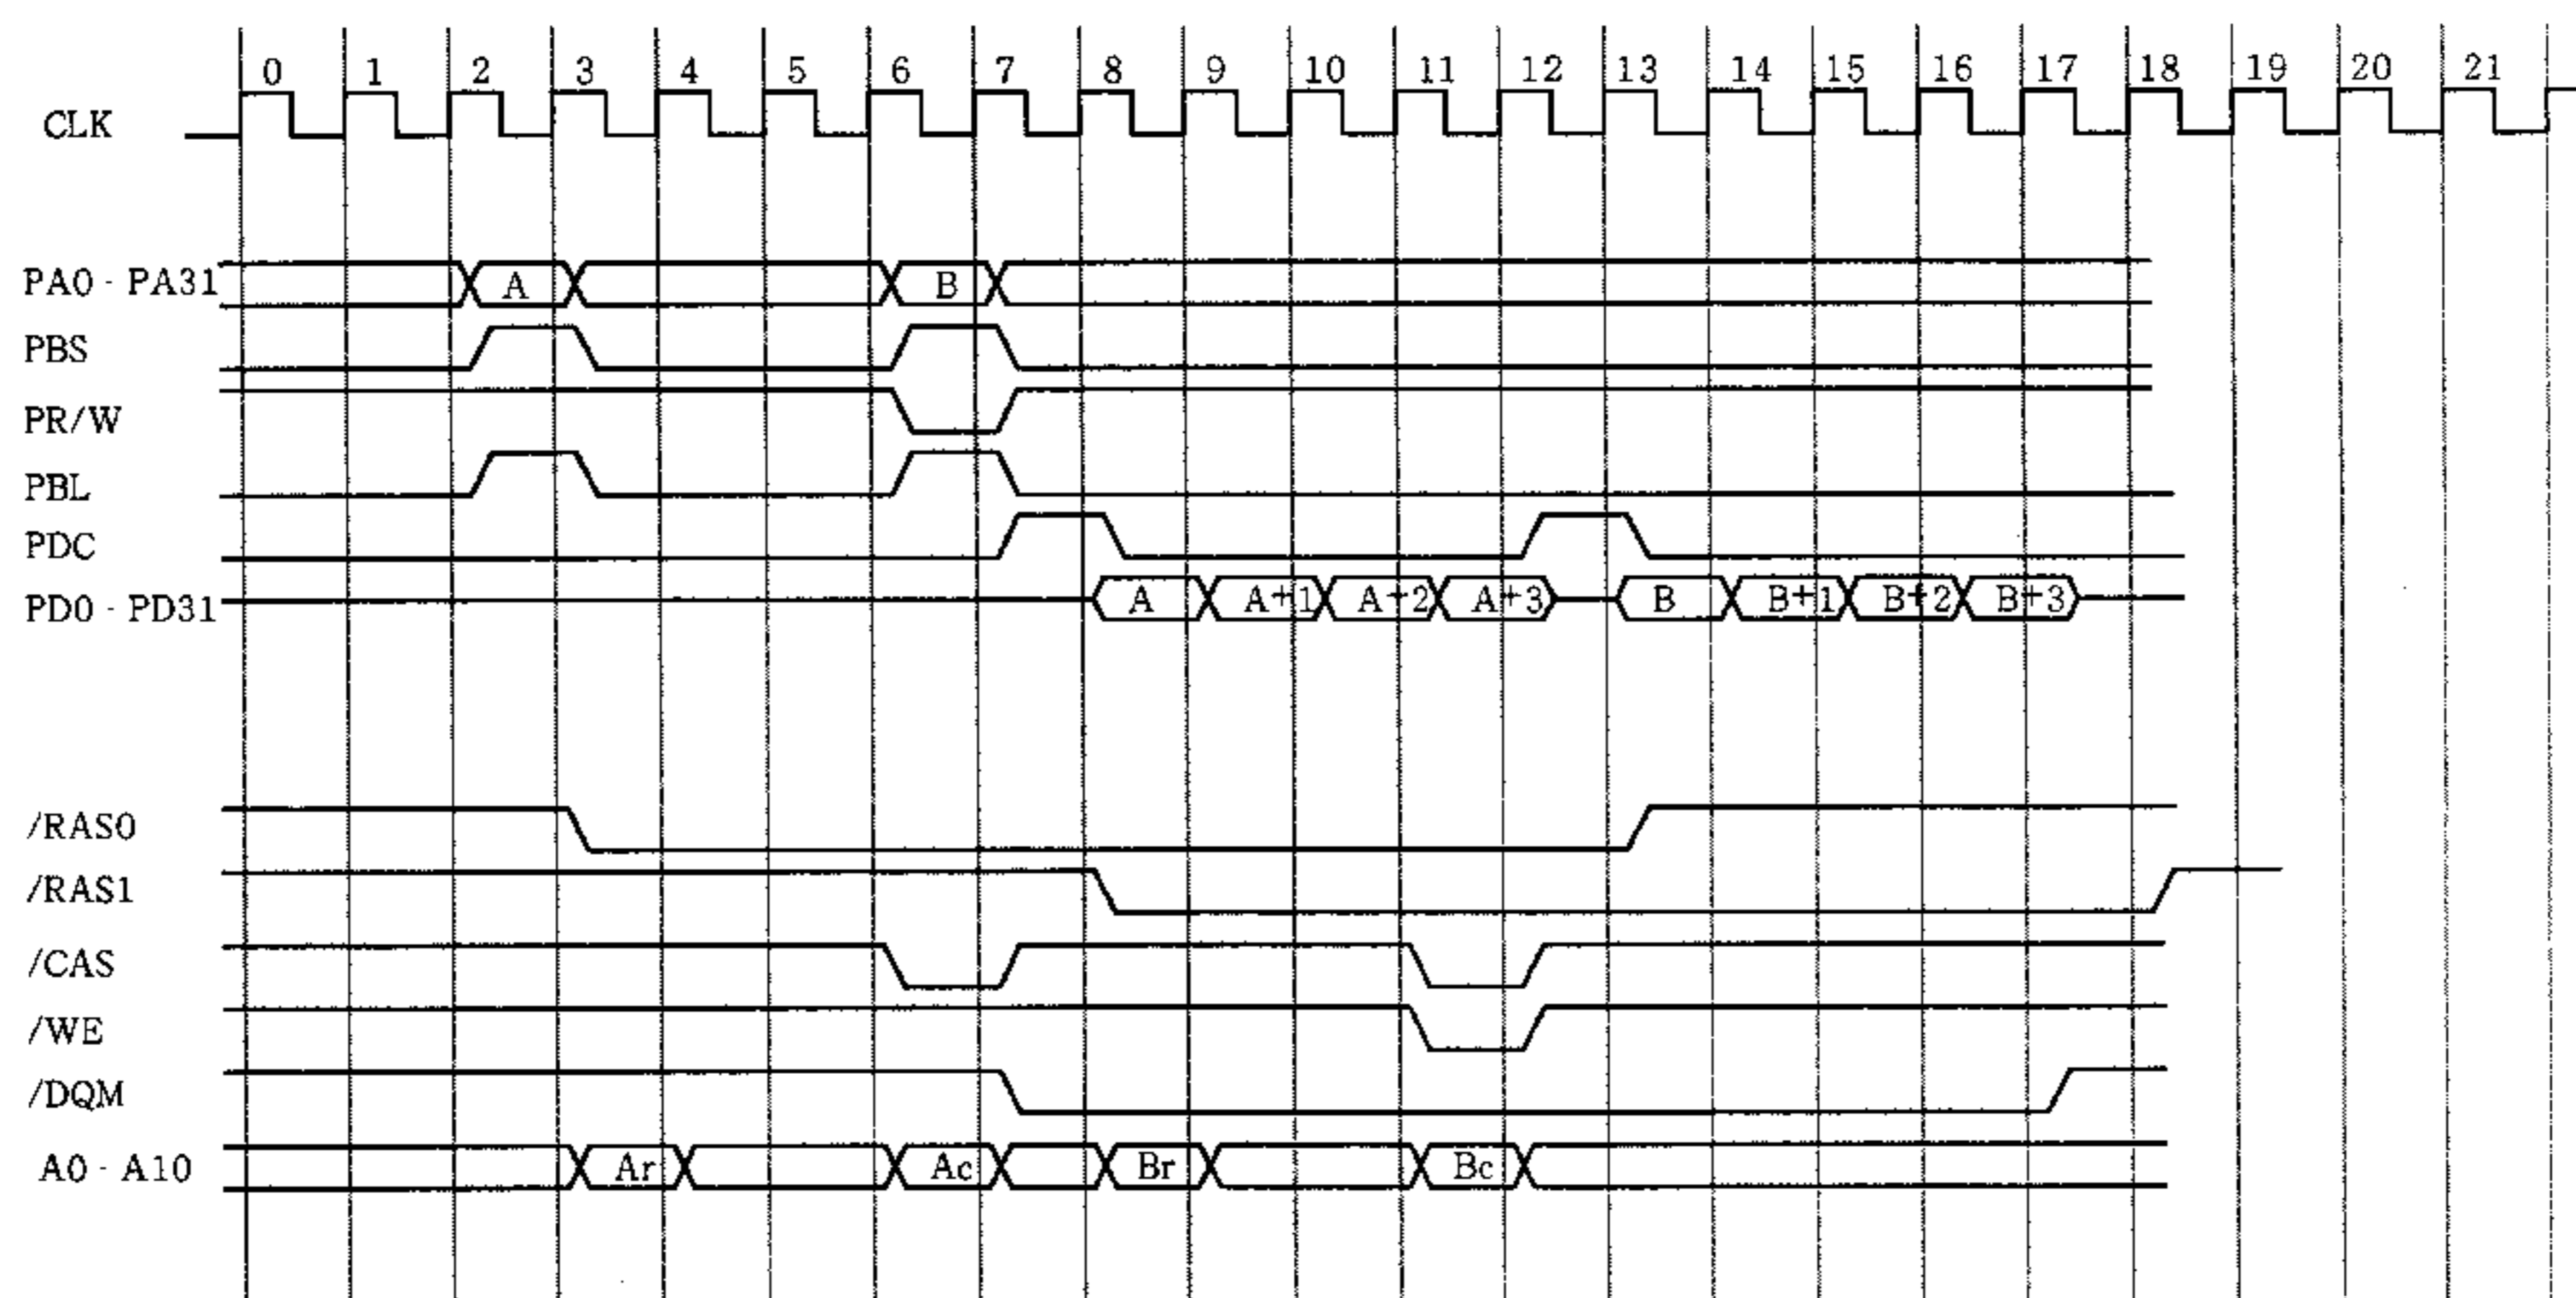 0 1 2 3 4 5 6 7 8 9 10 11 12 13 14 15 16 17 18 19 20 21
CLK
PA0 - PA31 A B
PBS
PR/W
PBL
PDC
PD0 - PD31 A A+1 A+2 A+3 B B+1 B+2 B+3
/RAS0
/RAS1
/CAS
/WE
/DQM
A0 - A10 Ar Ac Br Bc